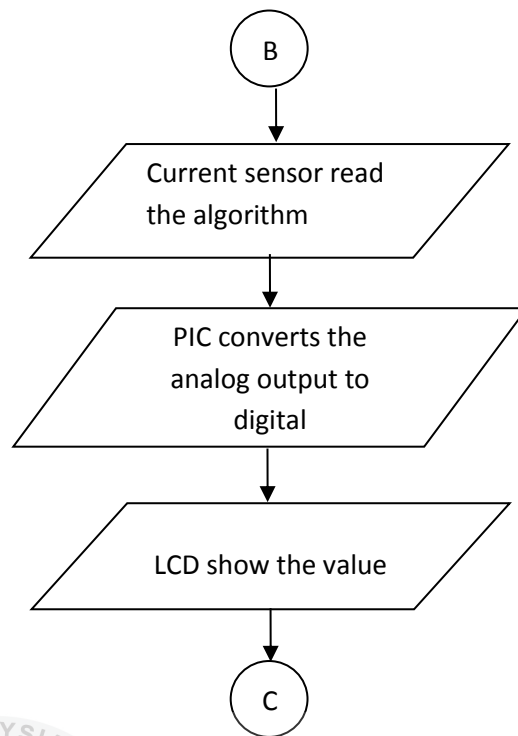 B
Current sensor read
the algorithm
PIC converts the
analog output to
digital
LCD show the value
C